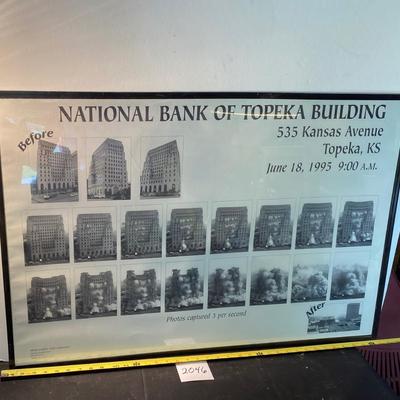 NATIONAL BANK OF TOPEKA BUILDING
535 Kansas Avenue
Topeka, KS
June 18, 1995 9:00 A.M.
Before
After
Photos captured 3 per second
2046